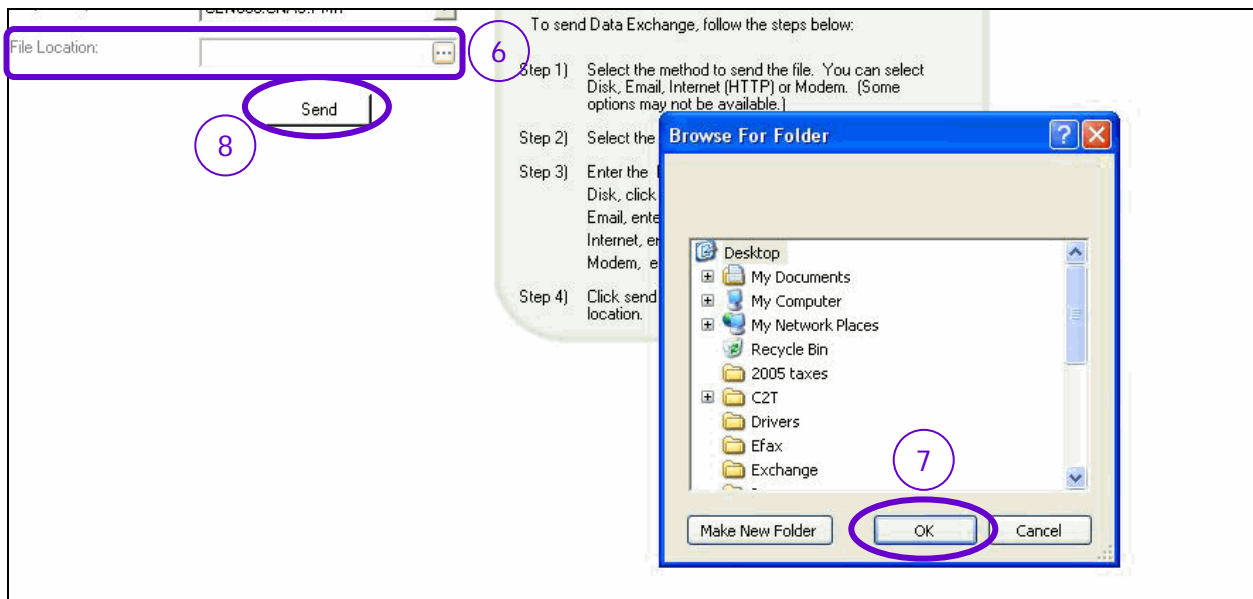 File Location:
...
6
Send
8
To send Data Exchange, follow the steps below:
Step 1) Select the method to send the file. You can select
Disk, Email, Internet (HTTP) or Modem. (Some
options may not be available.)
Step 2) Select the
Step 3) Enter the
Disk, click
Email, ente
Internet, en
Modem, e
Step 4) Click send
location.
Browse For Folder
Desktop
My Documents
My Computer
My Network Places
Recycle Bin
2005 taxes
C2T
Drivers
Efax
Exchange
7
Make New Folder
OK
Cancel